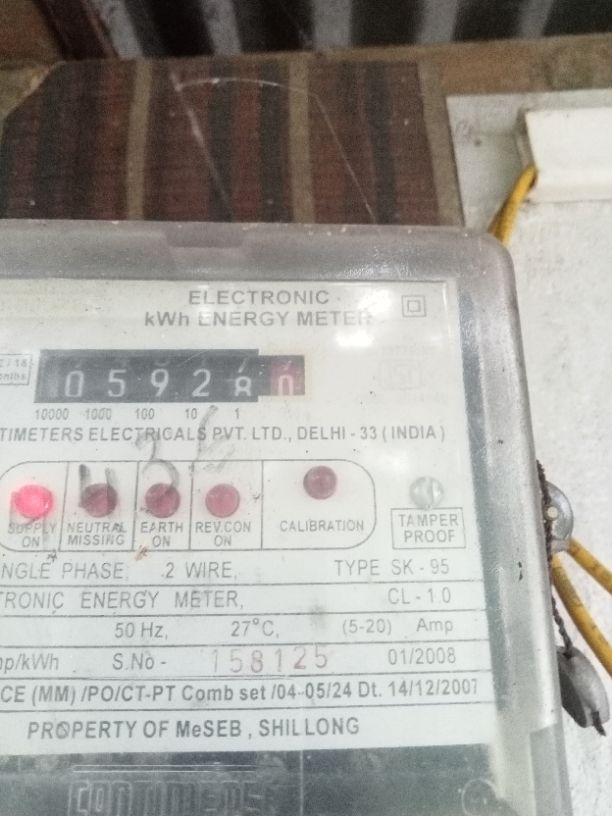 ELECTRONIC
kWh ENERGY METER
059280
10000 1000 100 10 1
TIMETERS ELECTRICALS PVT. LTD., DELHI - 33 (INDIA)
436
SUPPLY ON
NEUTRAL MISSING
EARTH ON
REV.CON ON
CALIBRATION
TAMPER PROOF
NGLE PHASE, 2 WIRE, TYPE SK - 95
TRONIC ENERGY METER, CL - 1.0
50 Hz, 27°C, (5-20) Amp
p/kWh S.No - 158125 01/2008
CE (MM) /PO/CT-PT Comb set /04-05/24 Dt. 14/12/2007
PROPERTY OF MeSEB, SHILLONG